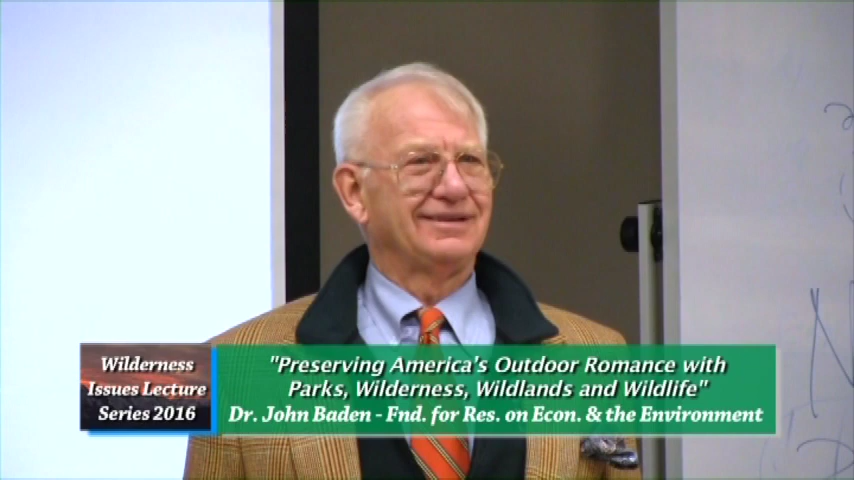 Wilderness
Issues Lecture
Series 2016
"Preserving America's Outdoor Romance with
Parks, Wilderness, Wildlands and Wildlife"
Dr. John Baden - Fnd. for Res. on Econ. & the Environment